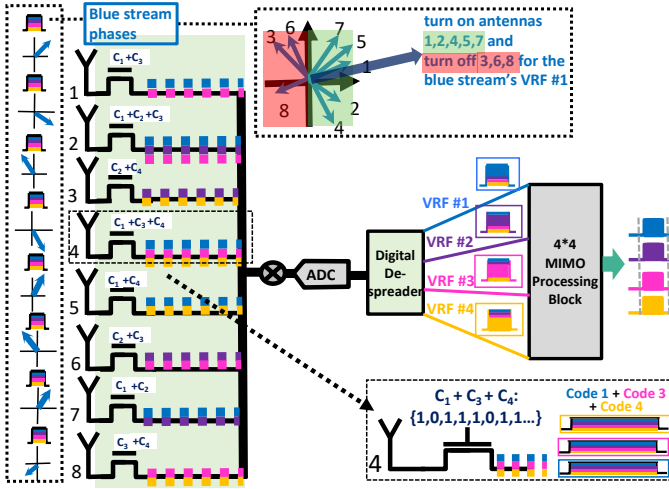 Blue stream
phases
1
C1 +C3
2
C1 +C2 +C3
3
C2 +C4
4
C1 +C3 +C4
5
C1 +C4
6
C2 +C3
7
C1 +C2
8
C3 +C4
3
6
7
5
1
8
2
4
turn on antennas
1,2,4,5,7 and
turn off 3,6,8 for the
blue stream's VRF #1
ADC
Digital
De-
spreader
VRF #1
VRF #2
VRF #3
VRF #4
4*4
MIMO
Processing
Block
C1 + C3 + C4:
{1,0,1,1,1,0,1,1...}
4
Code 1 + Code 3
+ Code 4